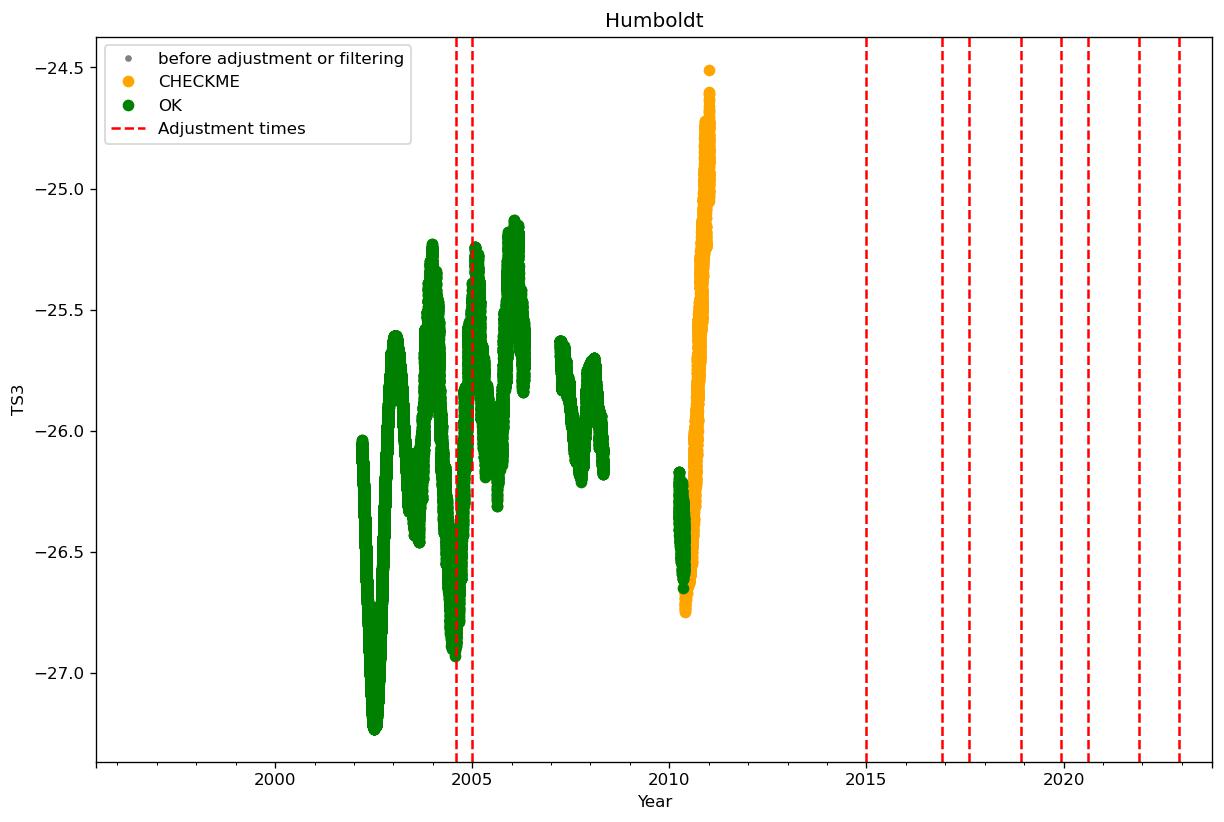 Humboldt
before adjustment or filtering
CHECKME
OK
Adjustment times
−24.5
−25.0
−25.5
−26.0
−26.5
−27.0
TS3
2000 2005 2010 2015 2020
Year